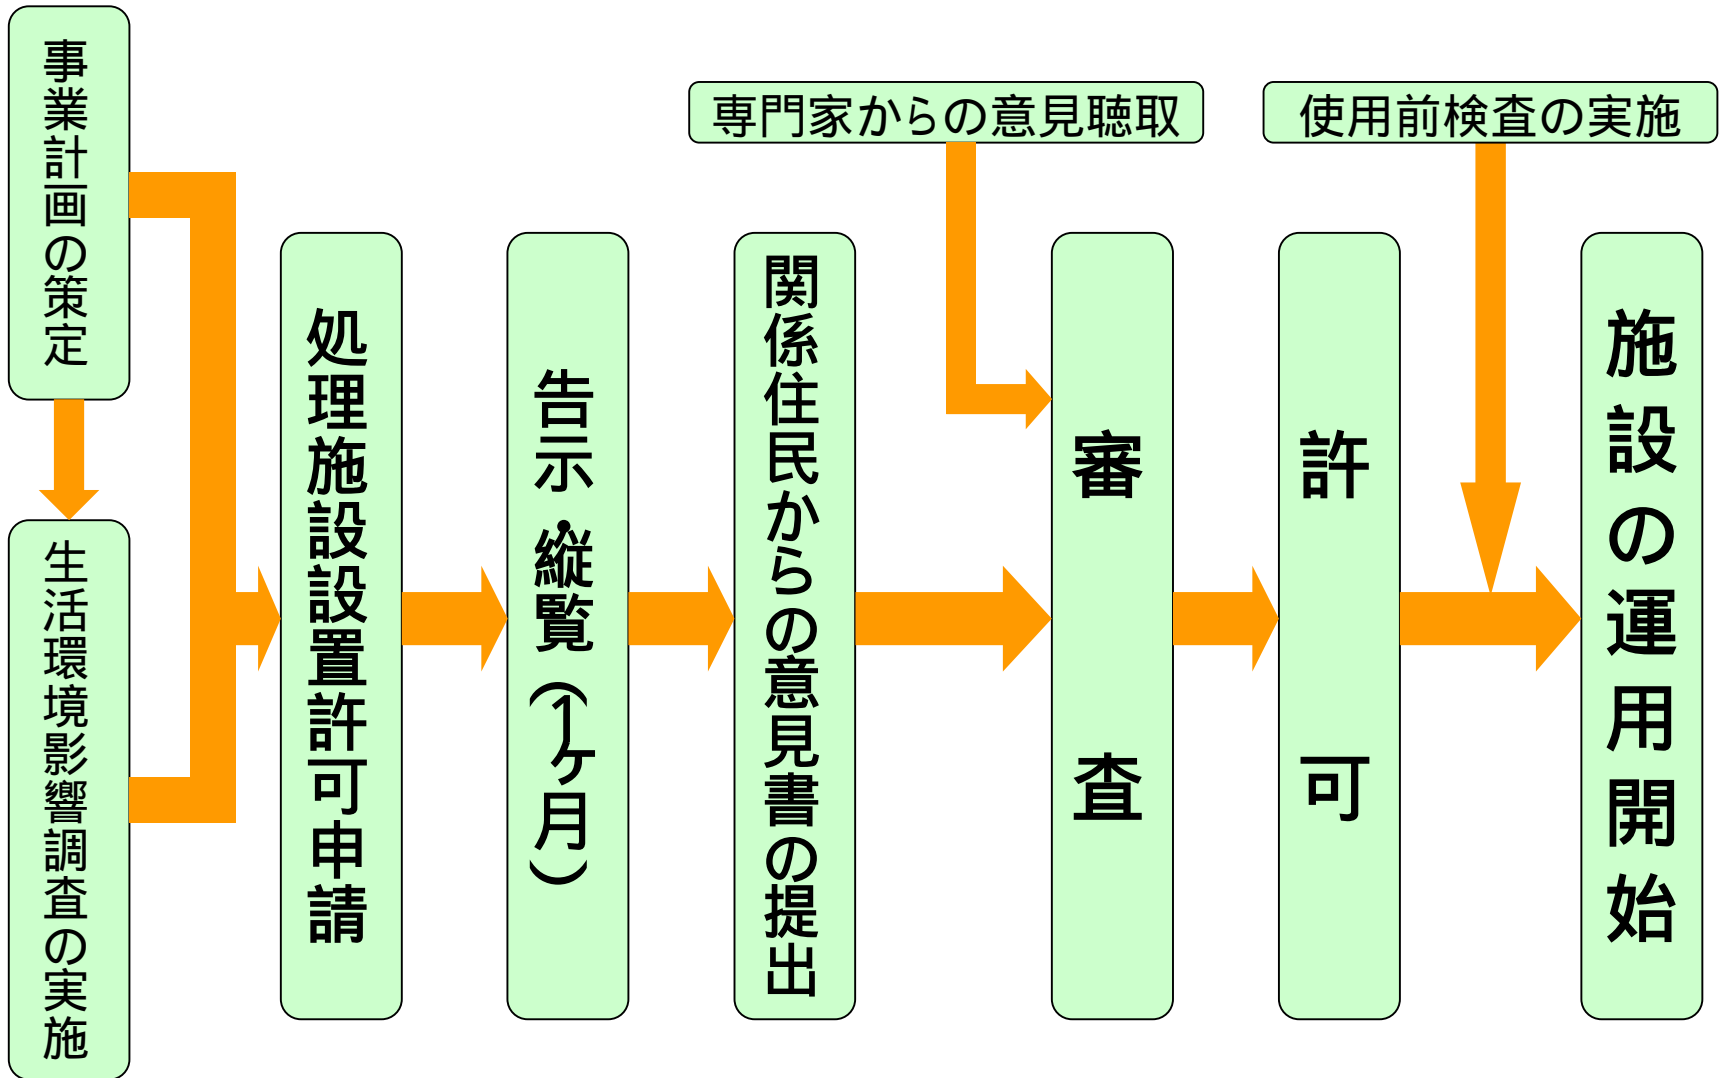 事業計画の策定
生活環境影響調査の実施
処理施設設置許可申請
告示・縦覧(1ヶ月)
関係住民からの意見書の提出
専門家からの意見聴取
審査
許可
使用前検査の実施
施設の運用開始